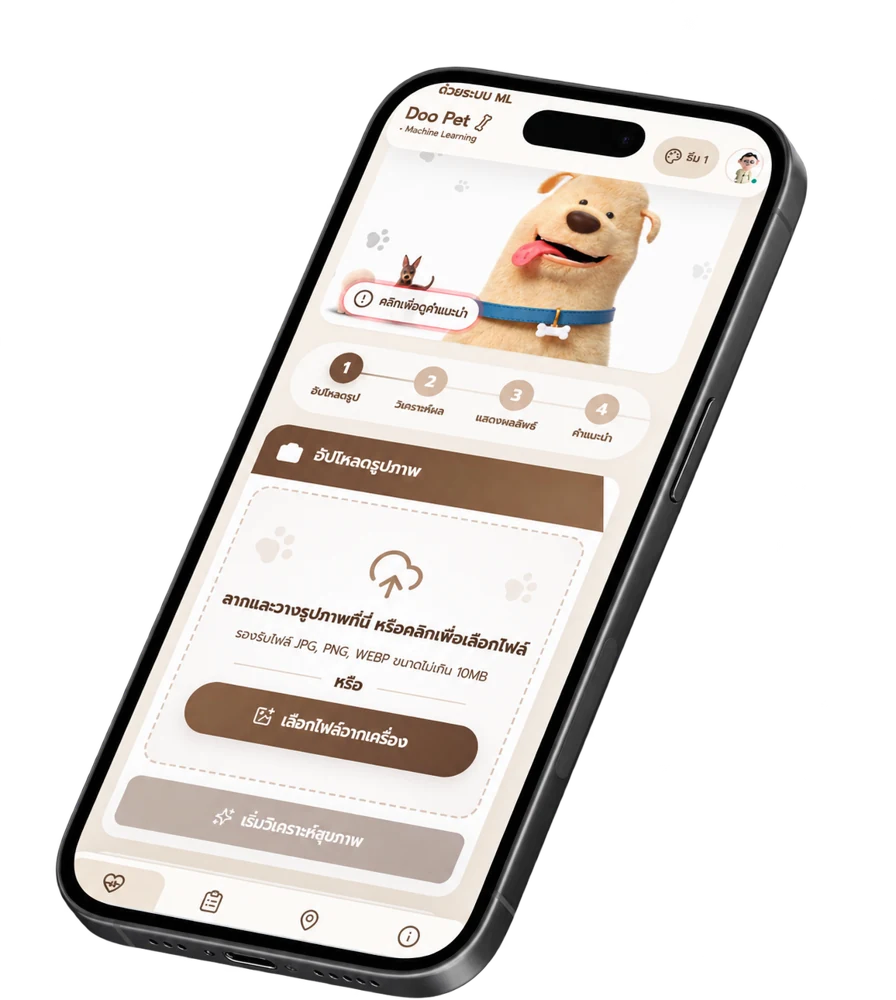 ด้วยระบบ ML
Doo Pet
- Machine Learning
ธีม 1
คลิกเพื่อดูคำแนะนำ
1
2
3
4
อัปโหลดรูป
วิเคราะห์ผล
แสดงผลลัพธ์
คำแนะนำ
อัปโหลดรูปภาพ
ลากและวางรูปภาพที่นี่ หรือคลิกเพื่อเลือกไฟล์
รองรับไฟล์ JPG, PNG, WEBP ขนาดไม่เกิน 10MB
หรือ
เลือกไฟล์จากเครื่อง
เริ่มวิเคราะห์สุขภาพ